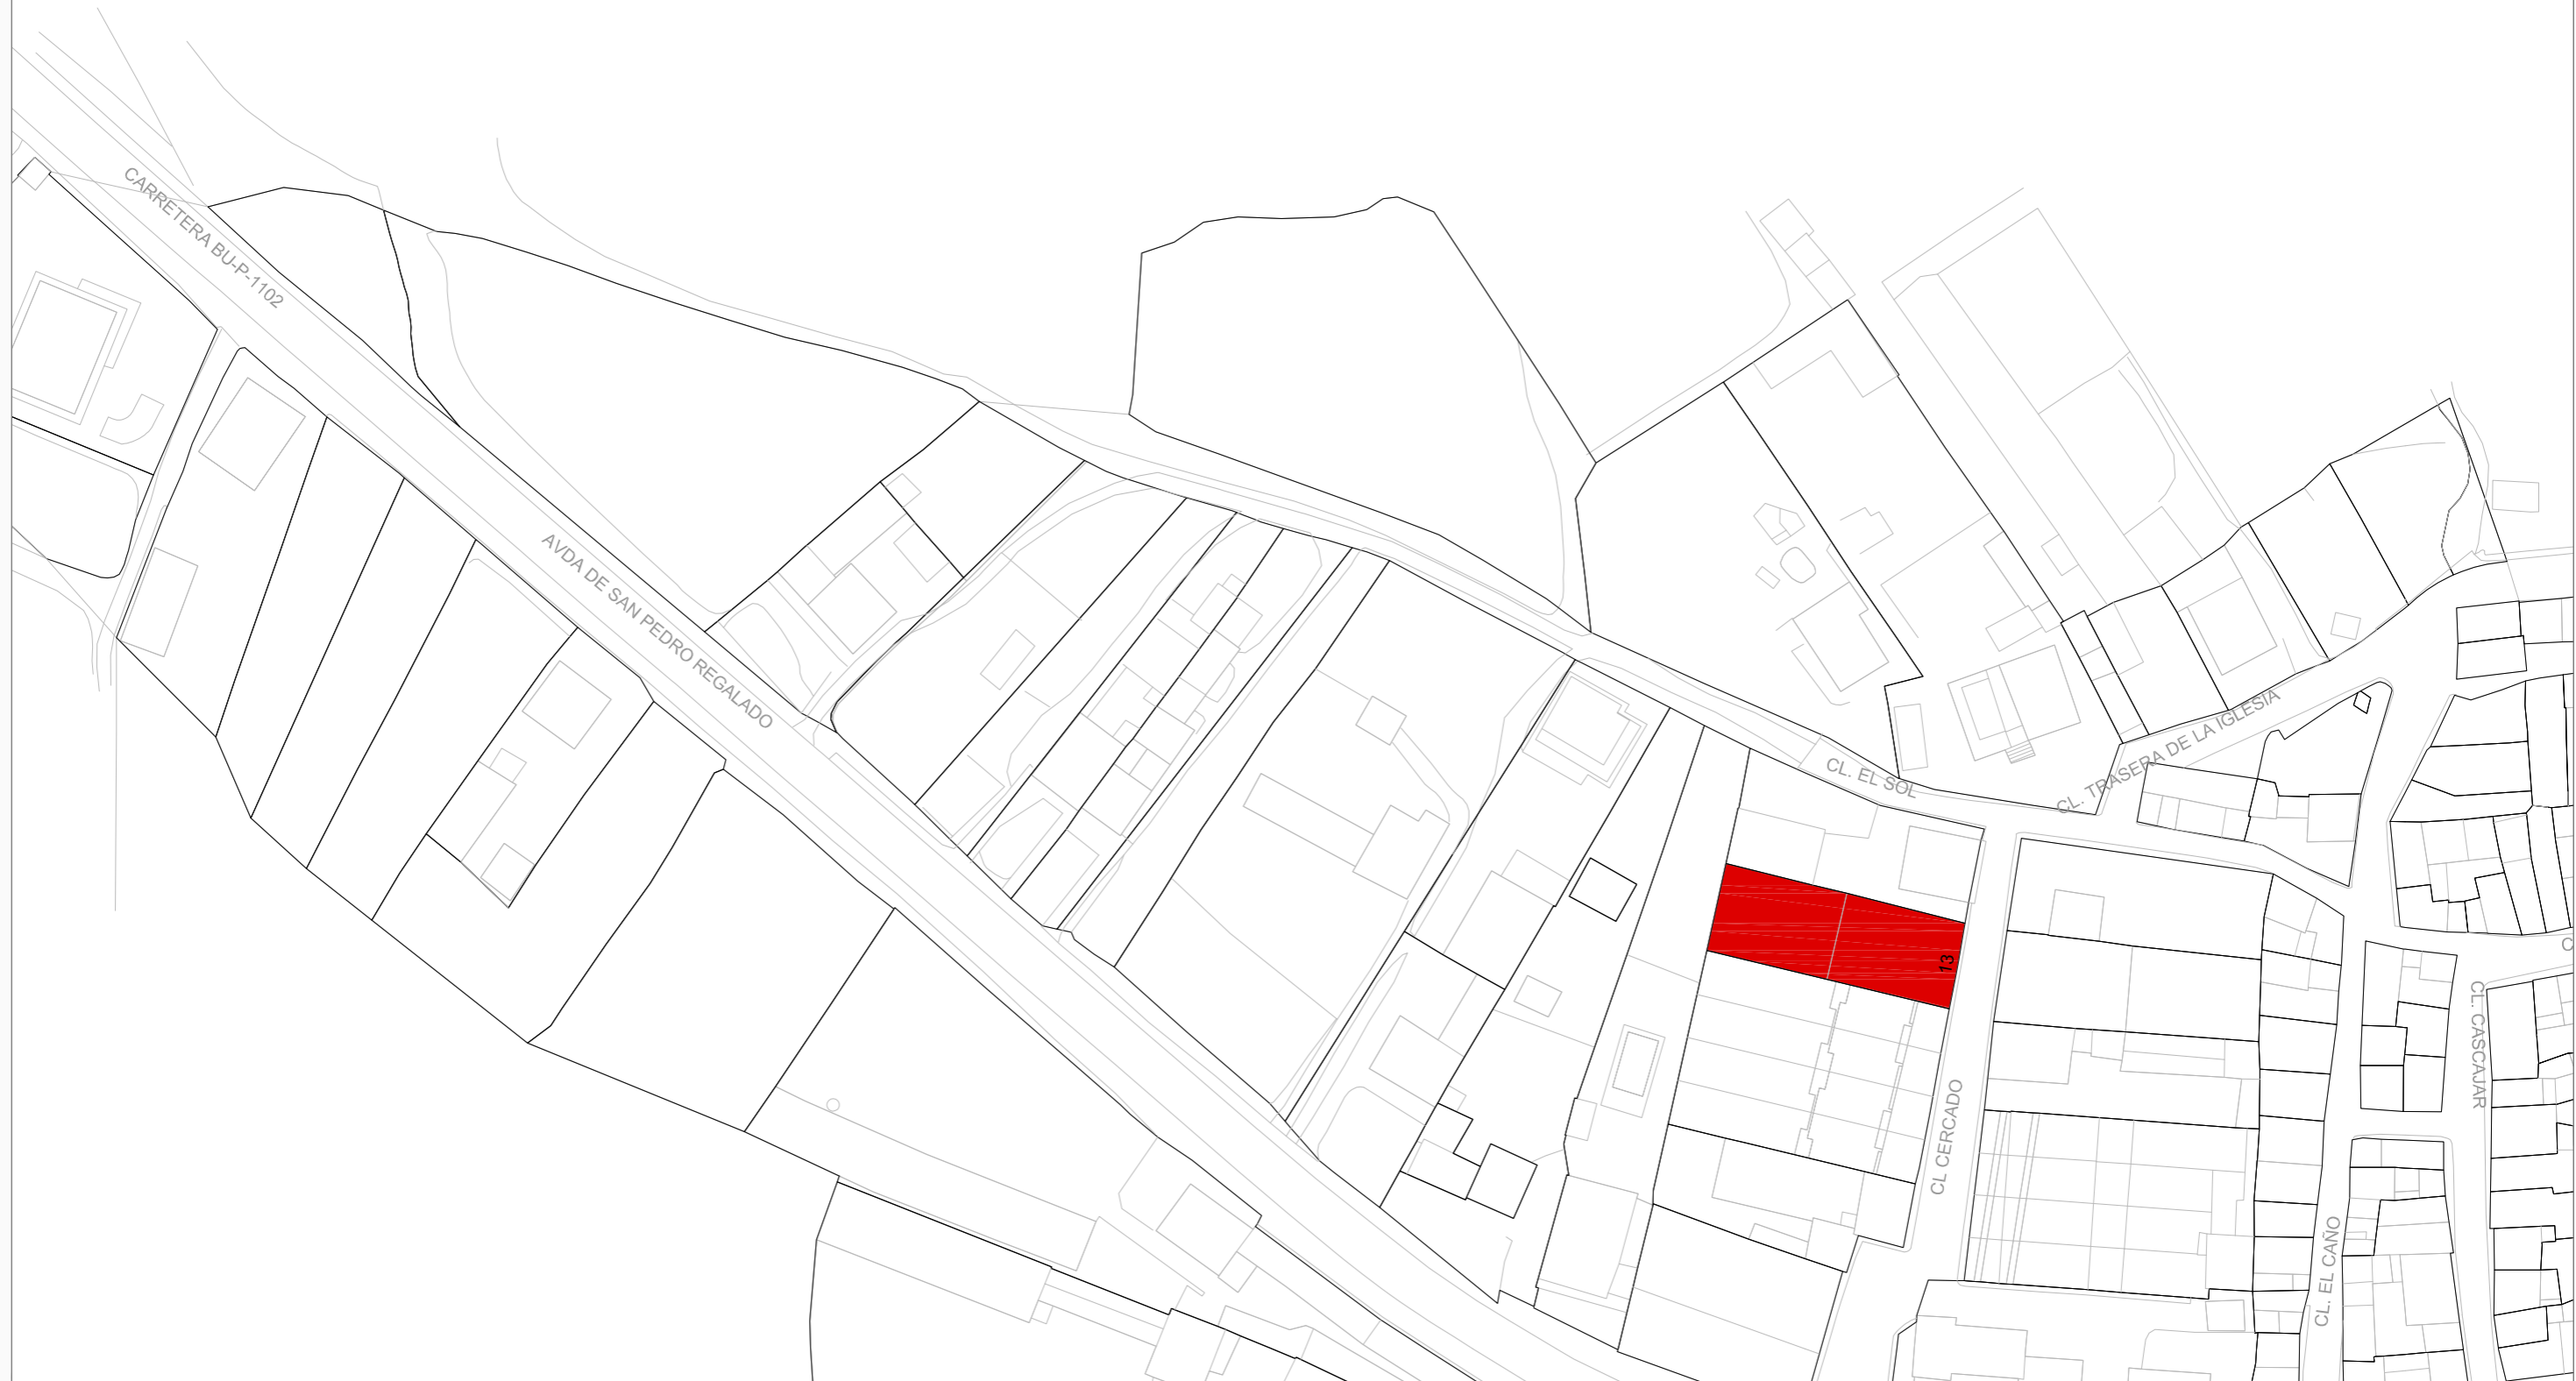 CARRETERA BU-P-1102
AVDA DE SAN PEDRO REGALADO
CL. EL SOL
CL. TRASERA DE LA IGLESIA
13
CL CERCADO
CL. CASCAJAR
CL. EL CAÑO
C